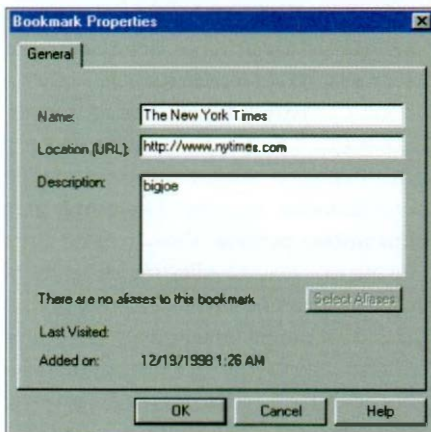 Bookmark Properties
General
Name: The New York Times
Location (URL): http://www.nytimes.com
Description: bigjoe
There are no aliases to this bookmark
Select Aliases
Last Visited:
Added on: 12/19/1998 1:26 AM
OK Cancel Help